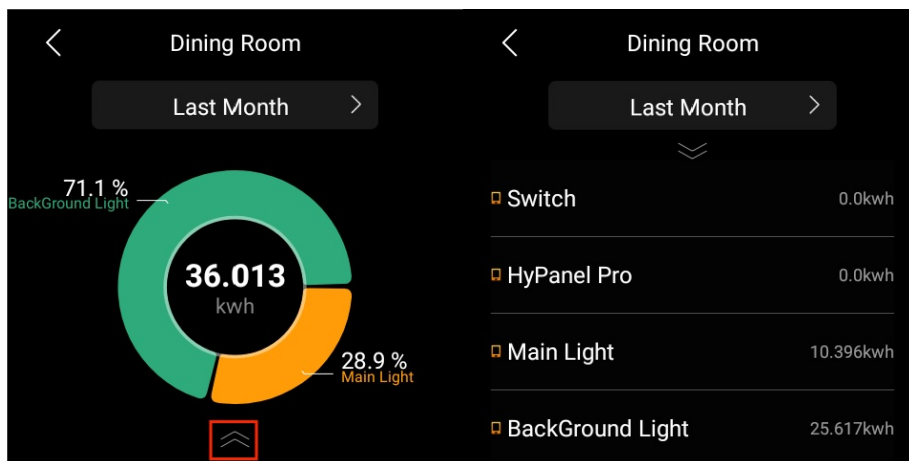 Dining Room
Last Month
71.1 %
BackGround Light
36.013
kwh
28.9 %
Main Light
Dining Room
Last Month
Switch 0.0kwh
HyPanel Pro 0.0kwh
Main Light 10.396kwh
BackGround Light 25.617kwh